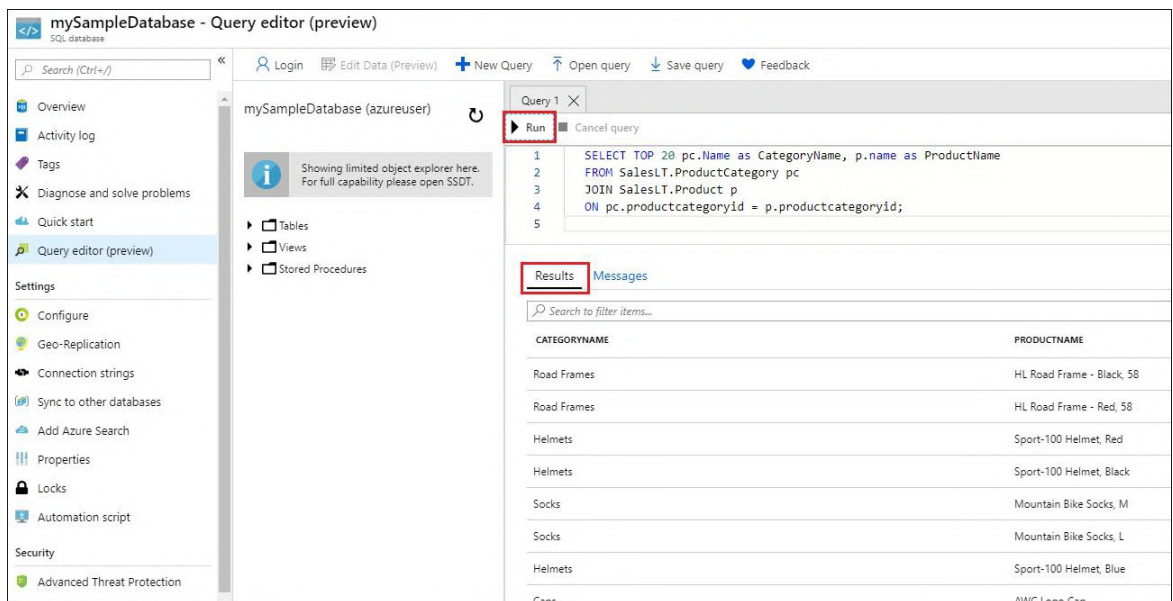 mySampleDatabase - Query editor (preview)
SQL database
Search (Ctrl+/)
«
Overview
Activity log
Tags
Diagnose and solve problems
Quick start
Query editor (preview)
Settings
Configure
Geo-Replication
Connection strings
Sync to other databases
Add Azure Search
Properties
Locks
Automation script
Security
Advanced Threat Protection
Login Edit Data (Preview) New Query Open query Save query Feedback
mySampleDatabase (azureuser)
Showing limited object explorer here.
For full capability please open SSDT.
Tables
Views
Stored Procedures
Query 1
Run Cancel query
1 SELECT TOP 20 pc.Name as CategoryName, p.name as ProductName
2 FROM SalesLT.ProductCategory pc
3 JOIN SalesLT.Product p
4 ON pc.productcategoryid = p.productcategoryid;
5
Results Messages
Search to filter items...
CATEGORYNAME PRODUCTNAME
Road Frames HL Road Frame - Black, 58
Road Frames HL Road Frame - Red, 58
Helmets Sport-100 Helmet, Red
Helmets Sport-100 Helmet, Black
Socks Mountain Bike Socks, M
Socks Mountain Bike Socks, L
Helmets Sport-100 Helmet, Blue
Caps AWC Logo Cap